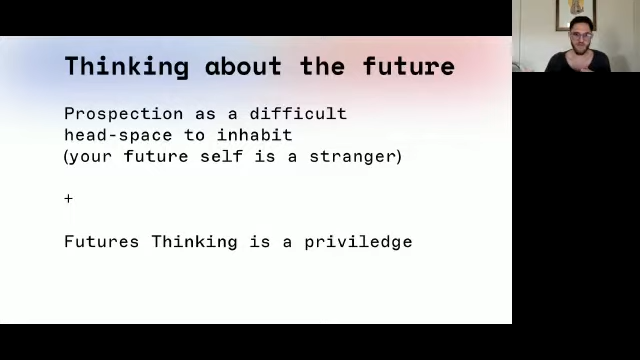 Thinking about the future
Prospection as a difficult
head-space to inhabit
(your future self is a stranger)
+
Futures Thinking is a priviledge